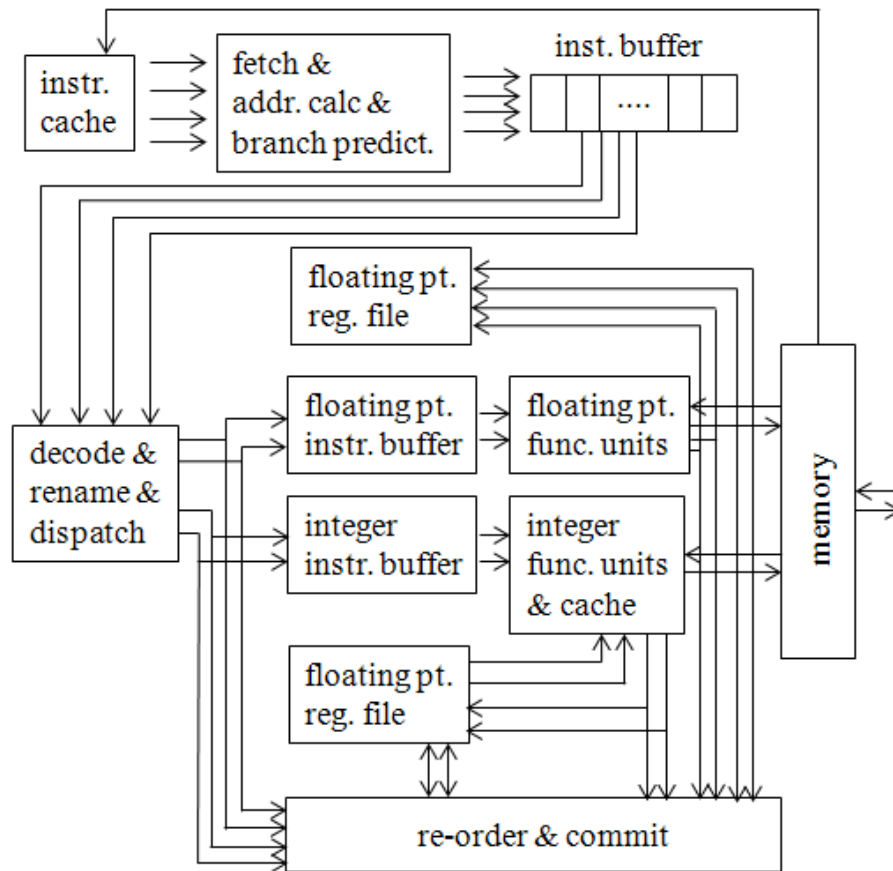 instr.
cache
fetch &
addr. calc &
branch predict.
inst. buffer
....
floating pt.
reg. file
decode &
rename &
dispatch
floating pt.
instr. buffer
floating pt.
func. units
integer
instr. buffer
integer
func. units
& cache
memory
floating pt.
reg. file
re-order & commit